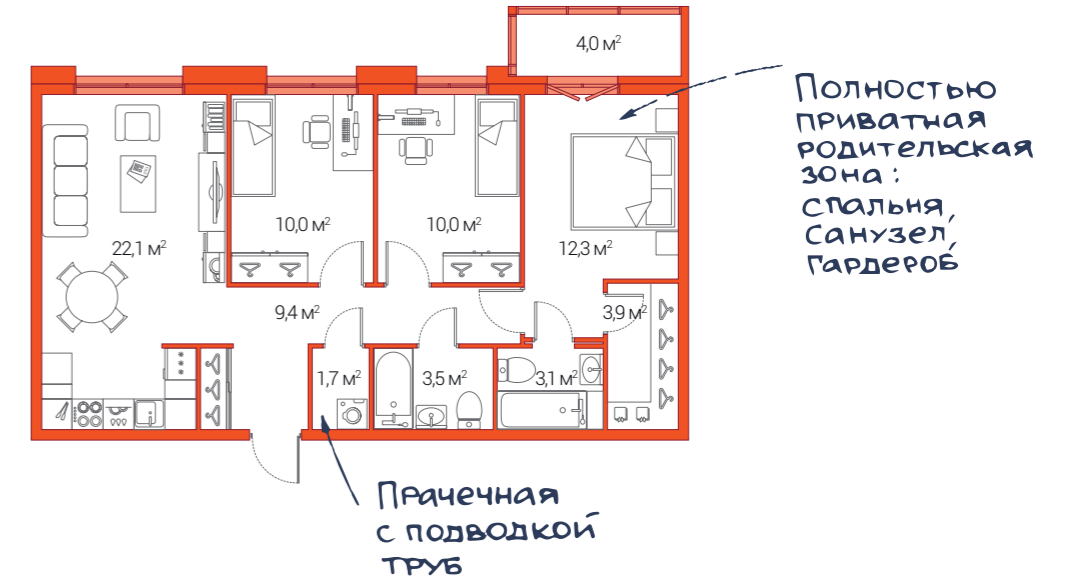 4,0 м²
Полностью
приватная
родительская
зона:
спальня,
санузел,
гардероб
22,1 м²
10,0 м²
10,0 м²
12,3 м²
9,4 м²
3,9 м²
1,7 м²
3,5 м²
3,1 м²
Прачечная
с подводкой
труб